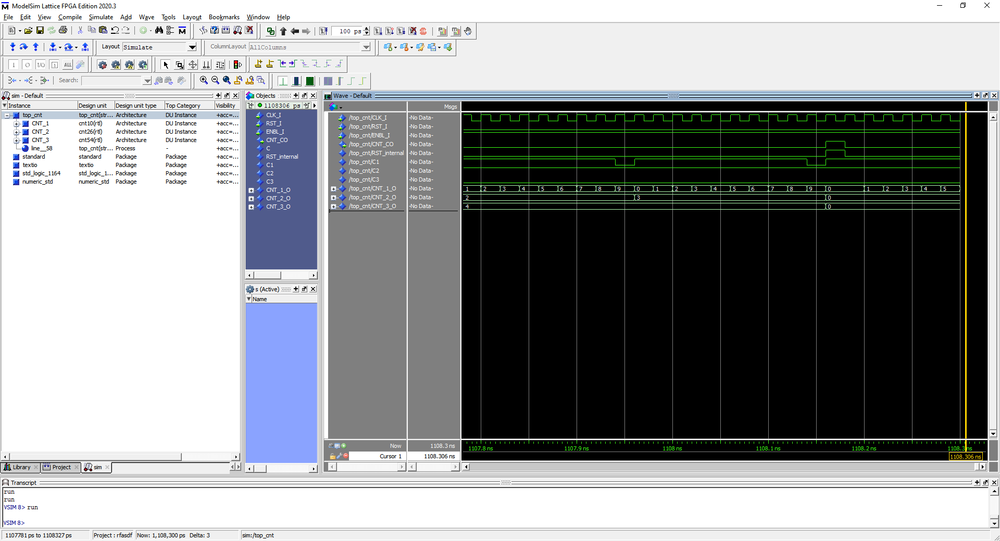 ModelSim Lattice FPGA Edition 2020.3
File Edit View Compile Simulate Add Wave Tools Layout Bookmarks Window Help
100 ps
Layout Simulate ColumnLayout AllColumns
ALL
Search:
sim - Default
Instance Design unit Design unit type Top Category Visibility
top_cnt top_cnt(str... Architecture DU Instance +acc=...
CNT_1 cnt10(rtl) Architecture DU Instance +acc=...
CNT_2 cnt26(rtl) Architecture DU Instance +acc=...
CNT_3 cnt54(rtl) Architecture DU Instance +acc=...
line__58 top_cnt(str... Process - +acc=...
standard standard Package Package +acc=...
textio textio Package Package +acc=...
std_logic_1164 std_logic_1... Package Package +acc=...
numeric_std numeric_std Package Package +acc=...
Library Project sim
Objects
1108306 ps
CLK_I
RST_I
ENBL_I
CNT_CO
C
RST_internal
C1
C2
C3
CNT_1_O
CNT_2_O
CNT_3_O
s (Active)
Name
Wave - Default
Msgs
/top_cnt/CLK_I -No Data-
/top_cnt/RST_I -No Data-
/top_cnt/ENBL_I -No Data-
/top_cnt/CNT_CO -No Data-
/top_cnt/RST_internal -No Data-
/top_cnt/C1 -No Data-
/top_cnt/C2 -No Data-
/top_cnt/C3 -No Data-
/top_cnt/CNT_1_O -No Data- 1 2 3 4 5 6 7 8 9 0 1 2 3 4 5 6 7 8 9 0 1 2 3 4 5
/top_cnt/CNT_2_O -No Data- 2 3 0
/top_cnt/CNT_3_O -No Data- 4 0
Now 1108.3 ns 1107.8 ns 1107.9 ns 1108 ns 1108.1 ns 1108.2 ns 1108.3 ns
Cursor 1 1108.306 ns 1108.306 ns
Transcript
run
run
VSIM 8> run
VSIM 8>
1107781 ps to 1108327 ps Project : rfasdf Now: 1,108,300 ps Delta: 3 sim:/top_cnt